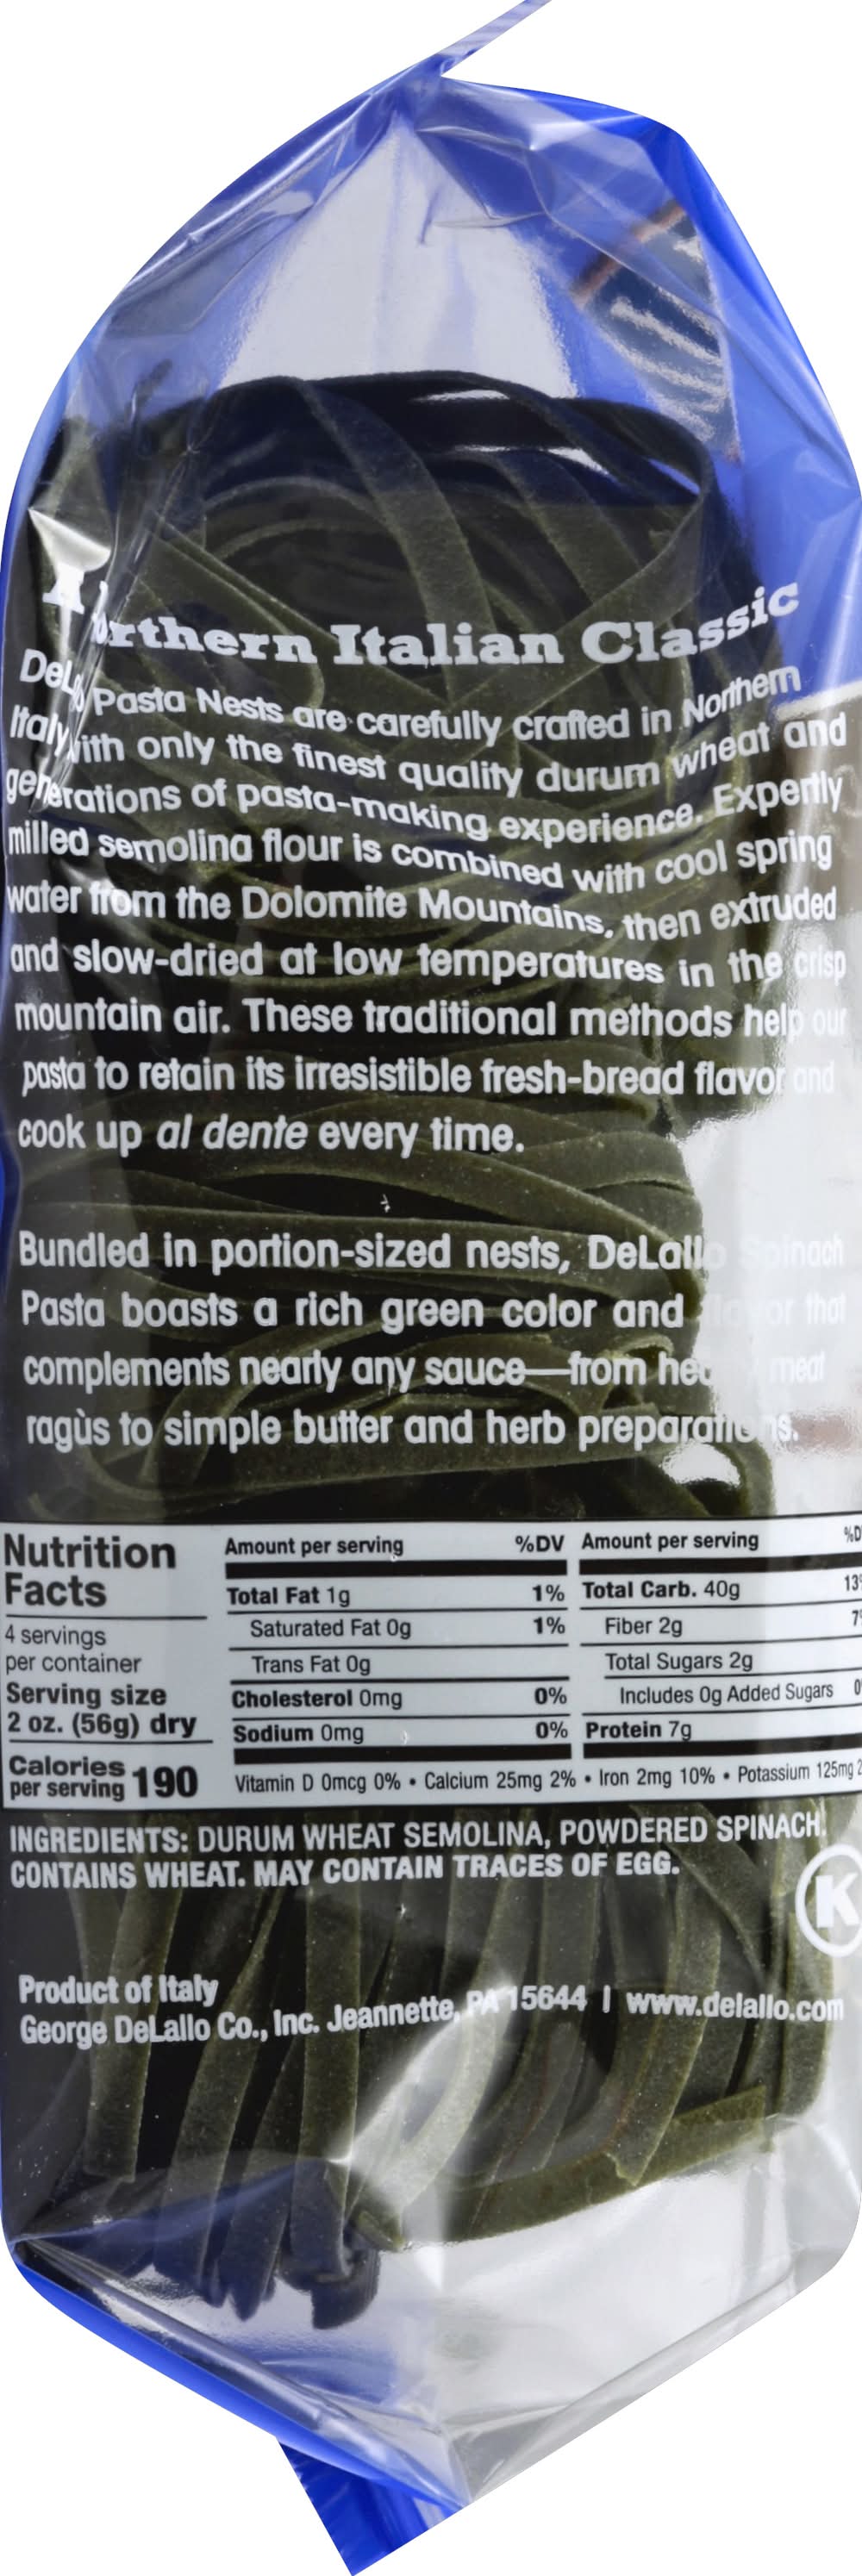 Northern Italian Classic
DeLallo Pasta Nests are carefully crafted in Northern
Italy with only the finest quality durum wheat and
generations of pasta-making experience. Expertly
milled semolina flour is combined with cool spring
water from the Dolomite Mountains, then extruded
and slow-dried at low temperatures in the crisp
mountain air. These traditional methods help our
pasta to retain its irresistible fresh-bread flavor and
cook up al dente every time.
Bundled in portion-sized nests, DeLallo Spinach
Pasta boasts a rich green color and flavor that
complements nearly any sauce—from hearty meat
ragùs to simple butter and herb preparations.
Nutrition
Facts
4 servings
per container
Serving size
2 oz. (56g) dry
Calories
per serving 190
Amount per serving %DV
Total Fat 1g 1%
Saturated Fat 0g 1%
Trans Fat 0g
Cholesterol 0mg 0%
Sodium 0mg 0%
Amount per serving %D
Total Carb. 40g 13%
Fiber 2g 7%
Total Sugars 2g
Includes 0g Added Sugars 0%
Protein 7g
Vitamin D 0mcg 0% • Calcium 25mg 2% • Iron 2mg 10% • Potassium 125mg 2
INGREDIENTS: DURUM WHEAT SEMOLINA, POWDERED SPINACH.
CONTAINS WHEAT. MAY CONTAIN TRACES OF EGG.
K
Product of Italy
George DeLallo Co., Inc. Jeannette, PA 15644 | www.delallo.com